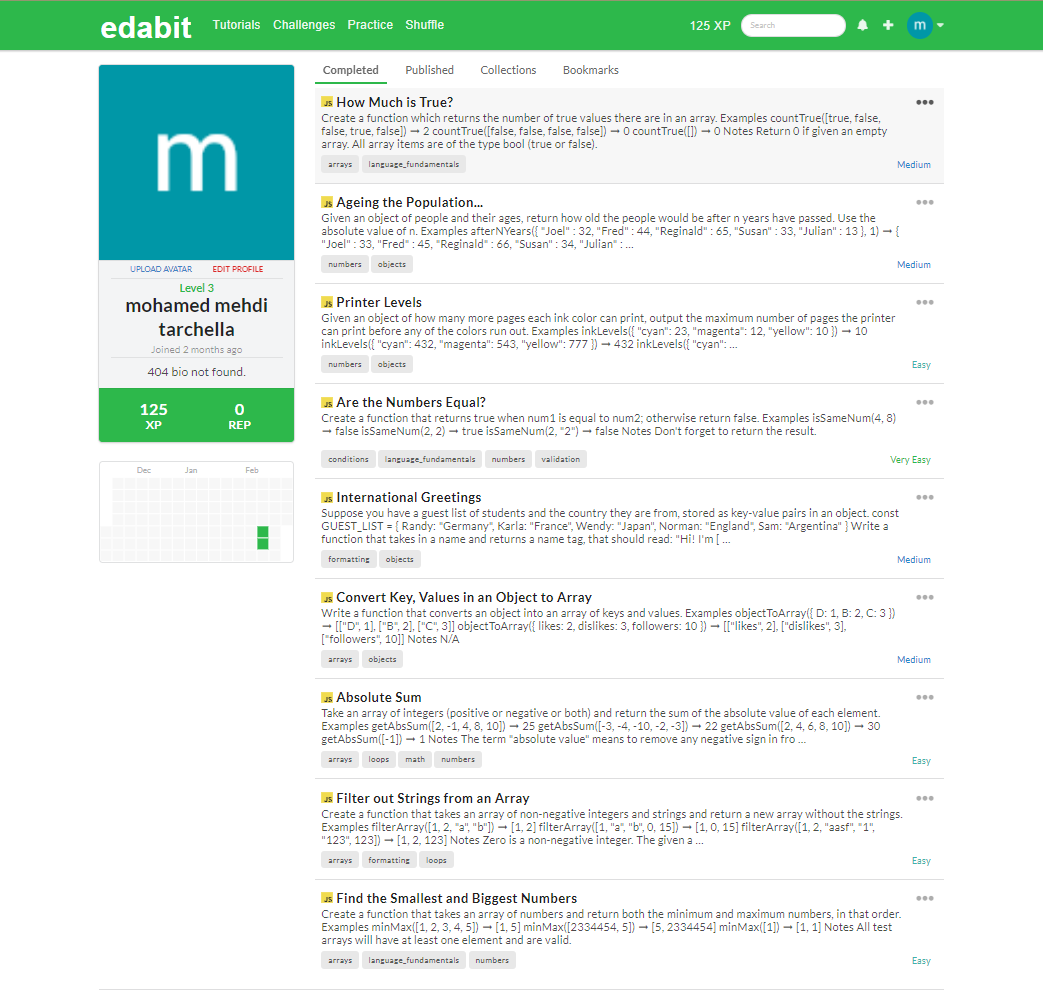 edabit
Tutorials Challenges Practice Shuffle
125 XP Search m
m
UPLOAD AVATAR EDIT PROFILE
Level 3
mohamed mehdi
tarchella
Joined 2 months ago
404 bio not found.
125 0
XP REP
Dec Jan Feb
Completed Published Collections Bookmarks
JS How Much is True?
Create a function which returns the number of true values there are in an array. Examples countTrue([true, false,
false, true, false]) ➞ 2 countTrue([false, false, false, false]) ➞ 0 countTrue([]) ➞ 0 Notes Return 0 if given an empty
array. All array items are of the type bool (true or false).
arrays language_fundamentals Medium
JS Ageing the Population...
Given an object of people and their ages, return how old the people would be after n years have passed. Use the
absolute value of n. Examples afterNYears({ "Joel" : 32, "Fred" : 44, "Reginald" : 65, "Susan" : 33, "Julian" : 13 }, 1) ➞ {
"Joel" : 33, "Fred" : 45, "Reginald" : 66, "Susan" : 34, "Julian" : ...
numbers objects Medium
JS Printer Levels
Given an object of how many more pages each ink color can print, output the maximum number of pages the printer
can print before any of the colors run out. Examples inkLevels({ "cyan": 23, "magenta": 12, "yellow": 10 }) ➞ 10
inkLevels({ "cyan": 432, "magenta": 543, "yellow": 777 }) ➞ 432 inkLevels({ "cyan": ...
numbers objects Easy
JS Are the Numbers Equal?
Create a function that returns true when num1 is equal to num2; otherwise return false. Examples isSameNum(4, 8)
➞ false isSameNum(2, 2) ➞ true isSameNum(2, "2") ➞ false Notes Don't forget to return the result.
conditions language_fundamentals numbers validation Very Easy
JS International Greetings
Suppose you have a guest list of students and the country they are from, stored as key-value pairs in an object. const
GUEST_LIST = { Randy: "Germany", Karla: "France", Wendy: "Japan", Norman: "England", Sam: "Argentina" } Write a
function that takes in a name and returns a name tag, that should read: "Hi! I'm [ ...
formatting objects Medium
JS Convert Key, Values in an Object to Array
Write a function that converts an object into an array of keys and values. Examples objectToArray({ D: 1, B: 2, C: 3 })
➞ [["D", 1], ["B", 2], ["C", 3]] objectToArray({ likes: 2, dislikes: 3, followers: 10 }) ➞ [["likes", 2], ["dislikes", 3],
["followers", 10]] Notes N/A
arrays objects Medium
JS Absolute Sum
Take an array of integers (positive or negative or both) and return the sum of the absolute value of each element.
Examples getAbsSum([2, -1, 4, 8, 10]) ➞ 25 getAbsSum([-3, -4, -10, -2, -3]) ➞ 22 getAbsSum([2, 4, 6, 8, 10]) ➞ 30
getAbsSum([-1]) ➞ 1 Notes The term "absolute value" means to remove any negative sign in fro ...
arrays loops math numbers Easy
JS Filter out Strings from an Array
Create a function that takes an array of non-negative integers and strings and return a new array without the strings.
Examples filterArray([1, 2, "a", "b"]) ➞ [1, 2] filterArray([1, "a", "b", 0, 15]) ➞ [1, 0, 15] filterArray([1, 2, "aasf", "1",
"123", 123]) ➞ [1, 2, 123] Notes Zero is a non-negative integer. The given a ...
arrays formatting loops Easy
JS Find the Smallest and Biggest Numbers
Create a function that takes an array of numbers and return both the minimum and maximum numbers, in that order.
Examples minMax([1, 2, 3, 4, 5]) ➞ [1, 5] minMax([2334454, 5]) ➞ [5, 2334454] minMax([1]) ➞ [1, 1] Notes All test
arrays will have at least one element and are valid.
arrays language_fundamentals numbers Easy